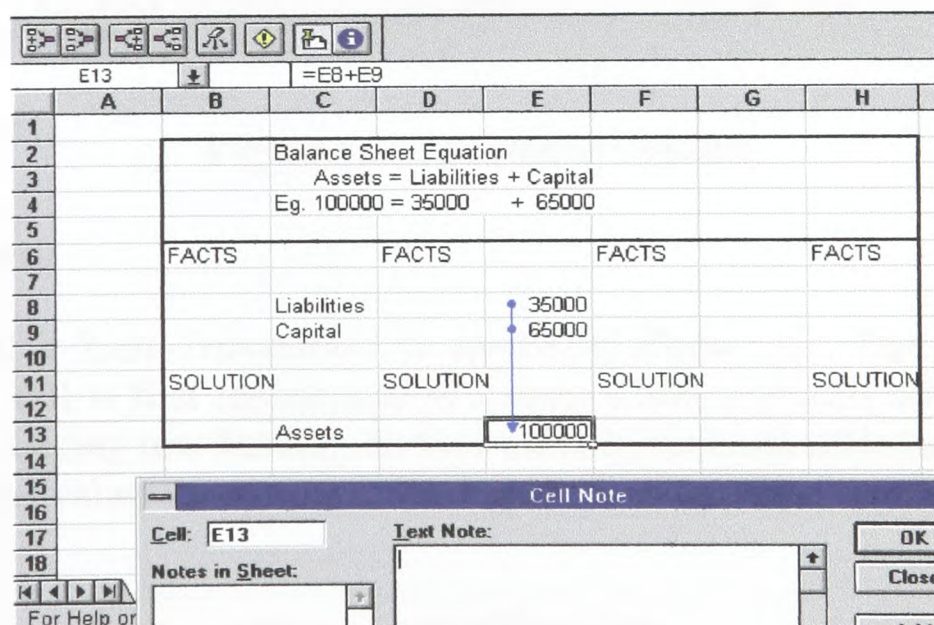 E13 =E8+E9
A B C D E F G H
1
2 Balance Sheet Equation
3 Assets = Liabilities + Capital
4 Eg. 100000 = 35000 + 65000
5
6 FACTS FACTS FACTS FACTS
7
8 Liabilities 35000
9 Capital 65000
10
11 SOLUTION SOLUTION SOLUTION SOLUTION
12
13 Assets 100000
14
15 Cell Note
16
17 Cell: E13 Text Note: OK
18
Notes in Sheet: Close
For Help or